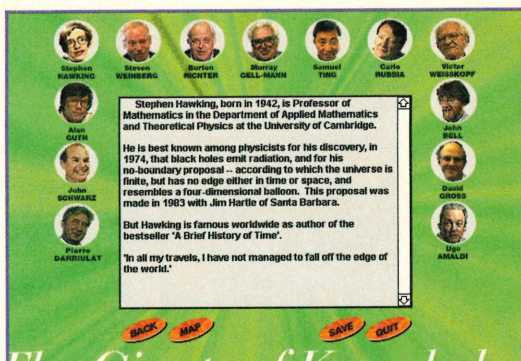 Stephen HAWKING
Steven WEINBERG
Burton RICHTER
Murray GELL-MANN
Samuel TING
Carlo RUBBIA
Victor WEISSKOPF
Alan GUTH
John SCHWARZ
Pierre DARRIULAT
Stephen Hawking, born in 1942, is Professor of
Mathematics in the Department of Applied Mathematics
and Theoretical Physics at the University of Cambridge.
He is best known among physicists for his discovery, in
1974, that black holes emit radiation, and for his
no-boundary proposal -- according to which the universe is
finite, but has no edge either in time or space, and
resembles a four-dimensional balloon. This proposal was
made in 1983 with Jim Hartle of Santa Barbara.
But Hawking is famous worldwide as author of the
bestseller 'A Brief History of Time'.
'In all my travels, I have not managed to fall off the edge of
the world.'
John BELL
David GROSS
Ugo AMALDI
BACK
MAP
SAVE
QUIT